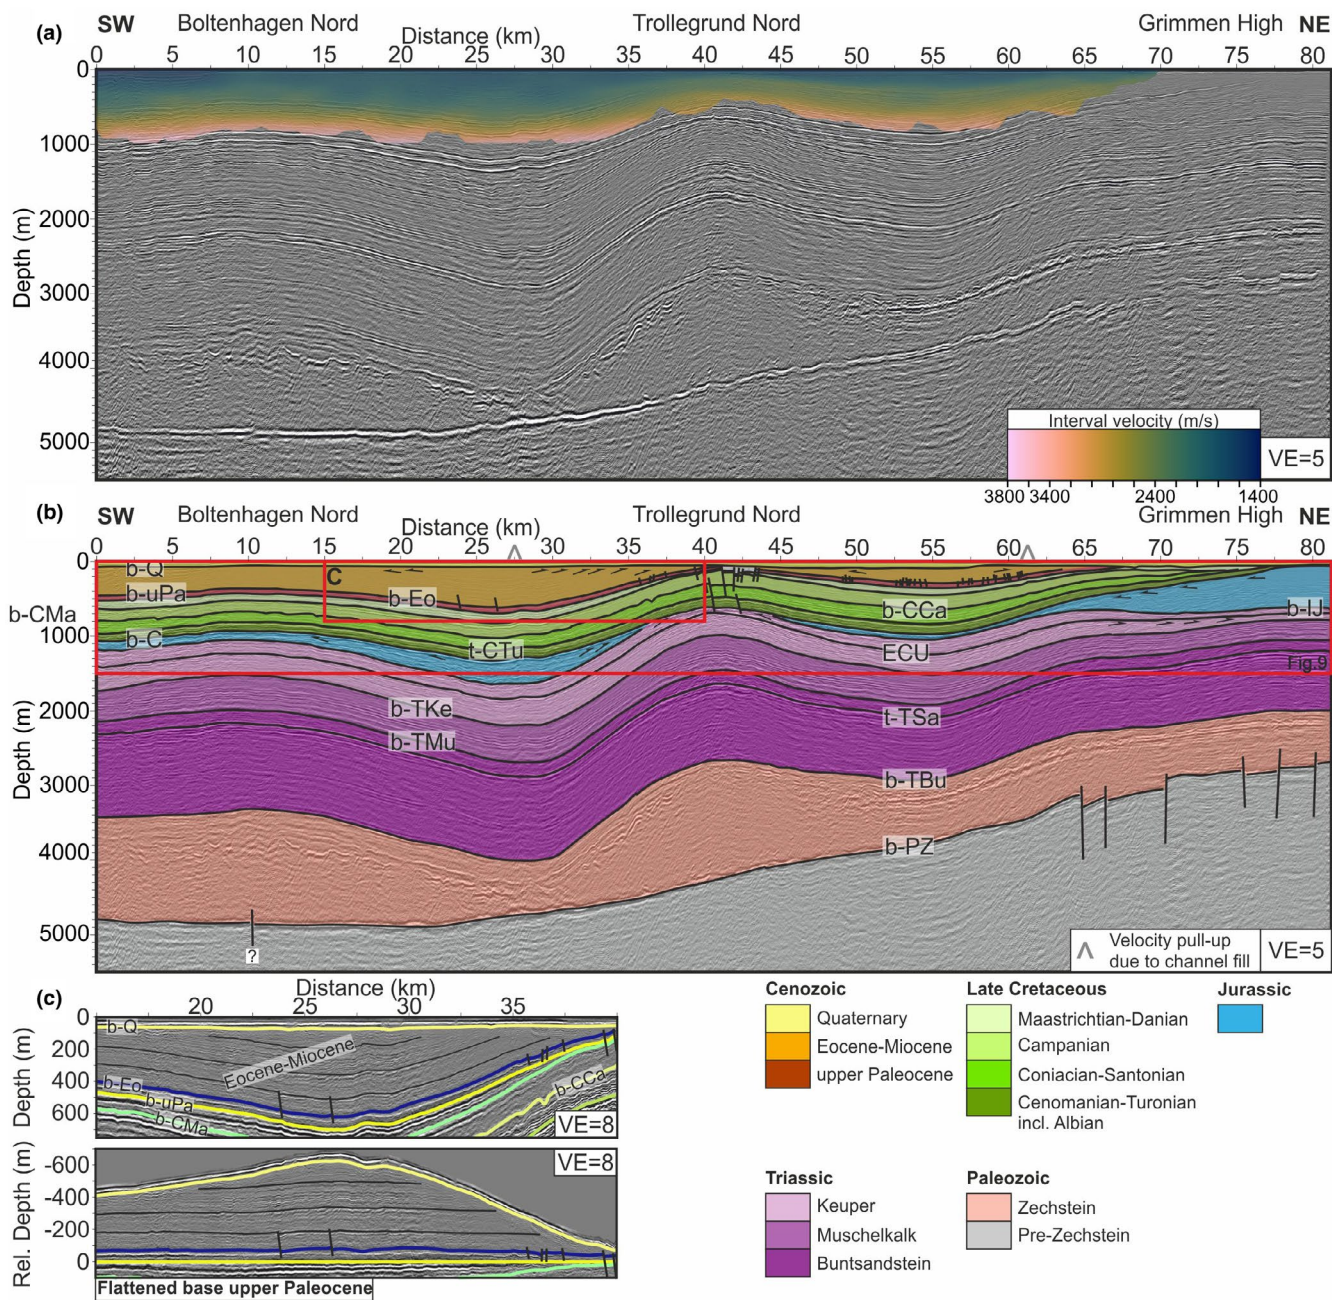 (a) SW Boltenhagen Nord Trollegrund Nord Grimmen High NE
Distance (km)
0 5 10 15 20 25 30 35 40 45 50 55 60 65 70 75 80
0
1000
2000
3000
4000
5000
Depth (m)
Interval velocity (m/s)
3800 3400 2400 1400
VE=5
(b) SW Boltenhagen Nord Trollegrund Nord Grimmen High NE
Distance (km)
0 5 10 15 20 25 30 35 40 45 50 55 60 65 70 75 80
0
1000
2000
3000
4000
5000
Depth (m)
b-Q
C
b-uPa
b-Eo
b-CMa
b-CCa
b-IJ
b-C
t-CTu
ECU
Fig.9
b-TKe
t-TSa
b-TMu
b-TBu
b-PZ
?
Velocity pull-up
due to channel fill
VE=5
(c) Distance (km)
20 25 30 35
0
200
400
600
Depth (m)
b-Q
Eocene-Miocene
b-Eo
b-uPa
b-CMa
b-CCa
VE=8
-600
-400
-200
0
Rel. Depth (m)
VE=8
Flattened base upper Paleocene
Cenozoic
Quaternary
Eocene-Miocene
upper Paleocene
Late Cretaceous
Maastrichtian-Danian
Campanian
Coniacian-Santonian
Cenomanian-Turonian
incl. Albian
Jurassic
Triassic
Keuper
Muschelkalk
Buntsandstein
Paleozoic
Zechstein
Pre-Zechstein